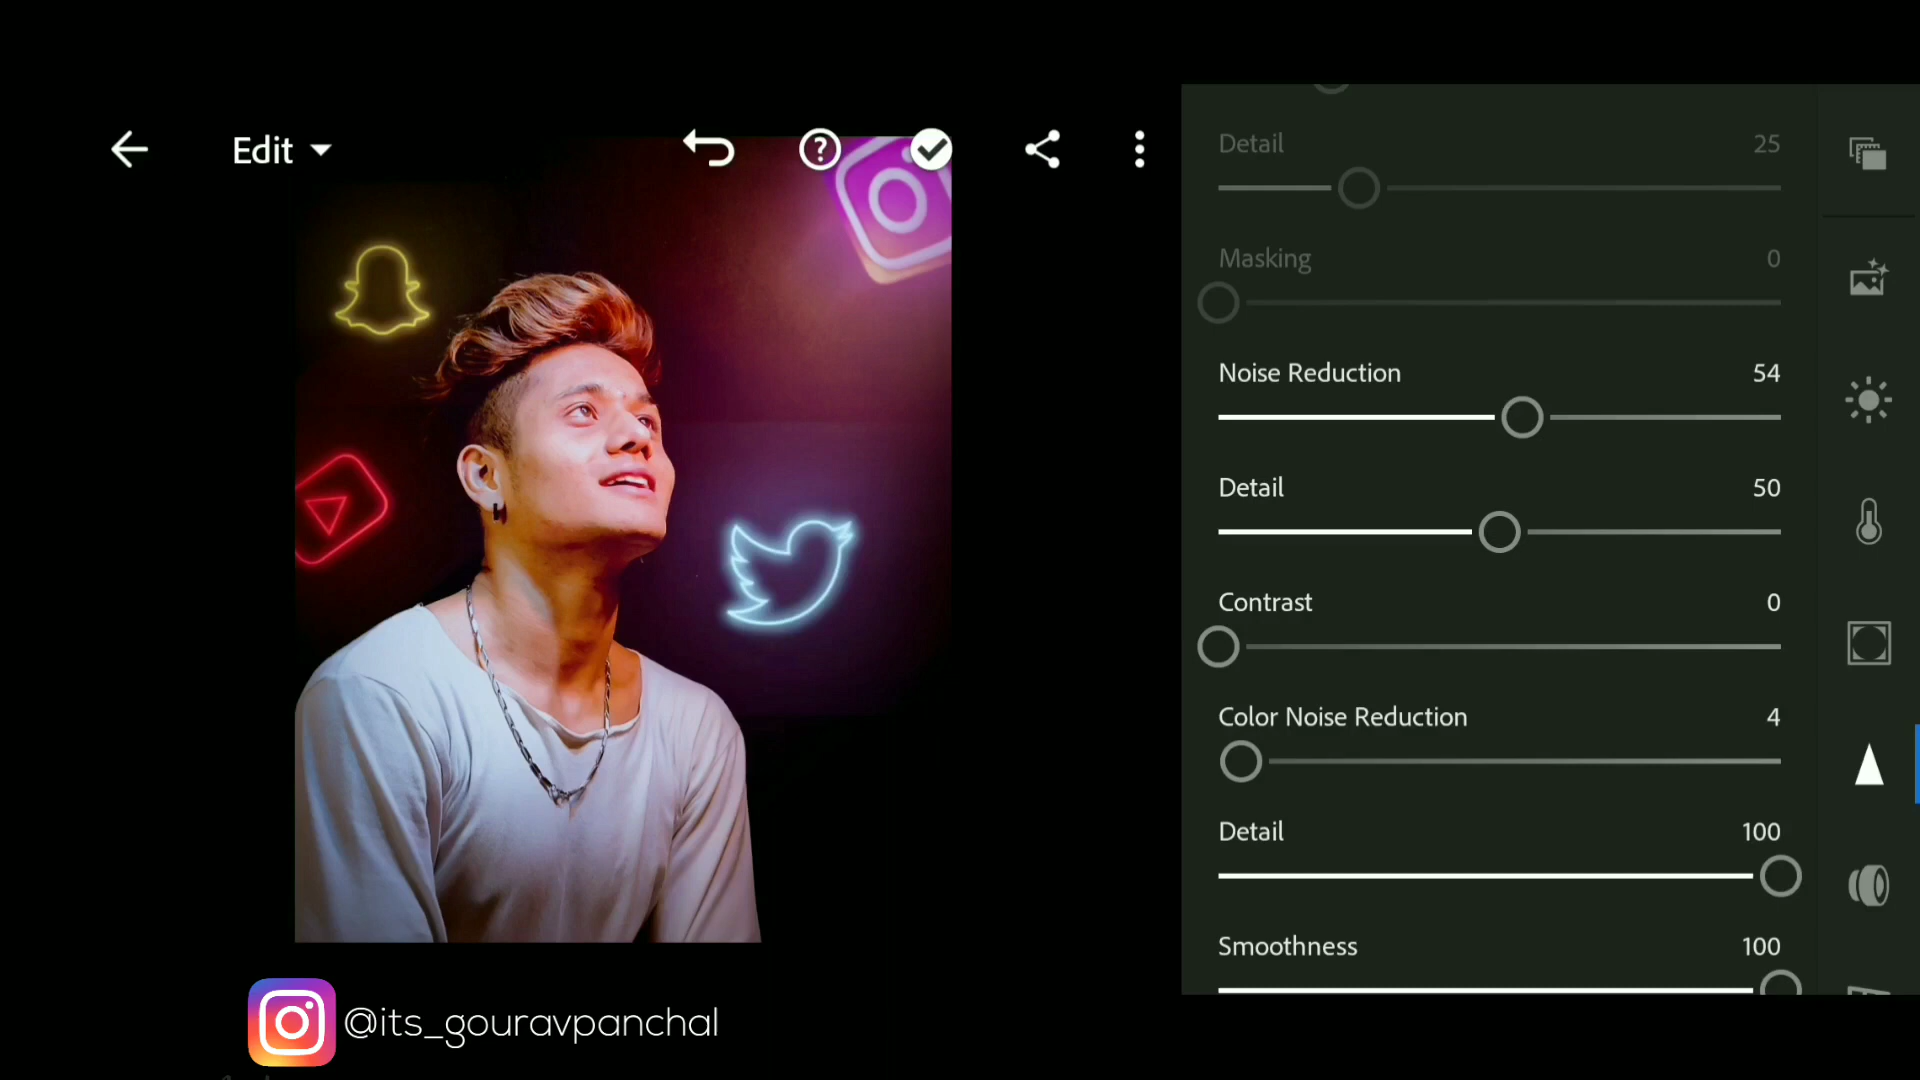 Edit
Detail 25
Masking 0
Noise Reduction 54
Detail 50
Contrast 0
Color Noise Reduction 4
Detail 100
Smoothness 100
@its_gouravpanchal